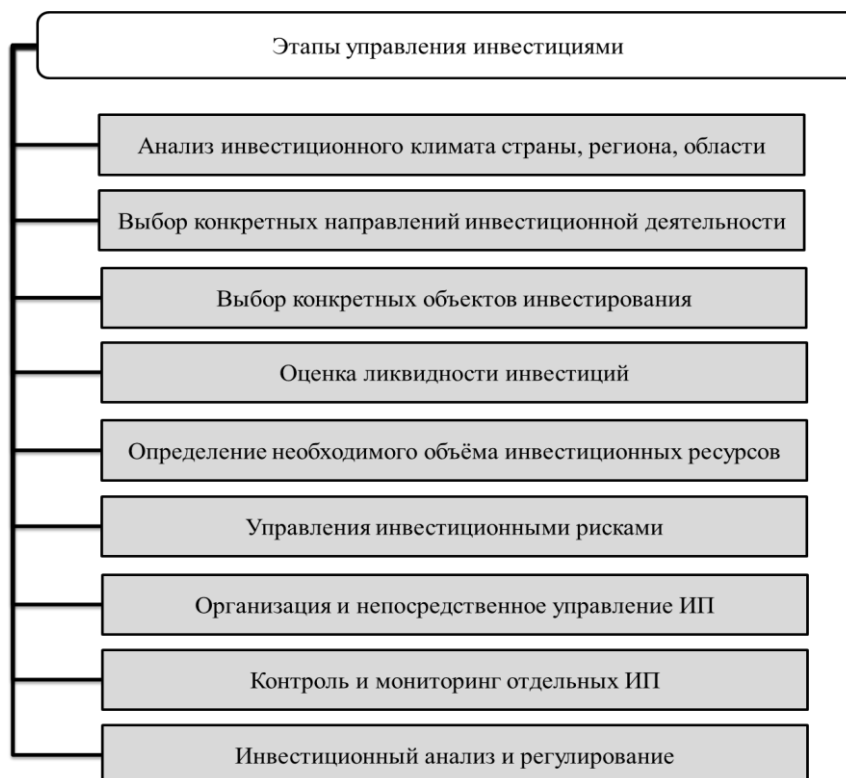 Этапы управления инвестициями
Анализ инвестиционного климата страны, региона, области
Выбор конкретных направлений инвестиционной деятельности
Выбор конкретных объектов инвестирования
Оценка ликвидности инвестиций
Определение необходимого объёма инвестиционных ресурсов
Управления инвестиционными рисками
Организация и непосредственное управление ИП
Контроль и мониторинг отдельных ИП
Инвестиционный анализ и регулирование